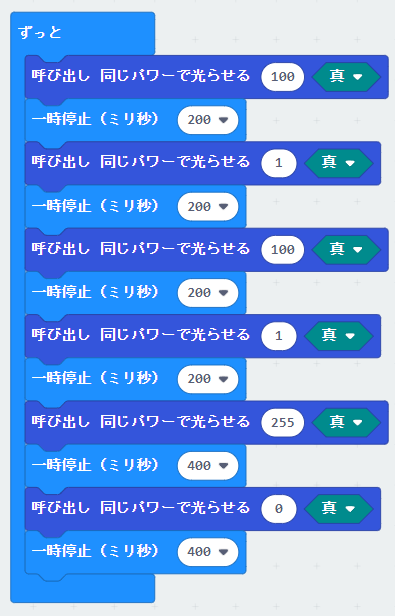 ずっと
呼び出し 同じパワーで光らせる 100 真
一時停止（ミリ秒） 200
呼び出し 同じパワーで光らせる 1 真
一時停止（ミリ秒） 200
呼び出し 同じパワーで光らせる 100 真
一時停止（ミリ秒） 200
呼び出し 同じパワーで光らせる 1 真
一時停止（ミリ秒） 200
呼び出し 同じパワーで光らせる 255 真
一時停止（ミリ秒） 400
呼び出し 同じパワーで光らせる 0 真
一時停止（ミリ秒） 400